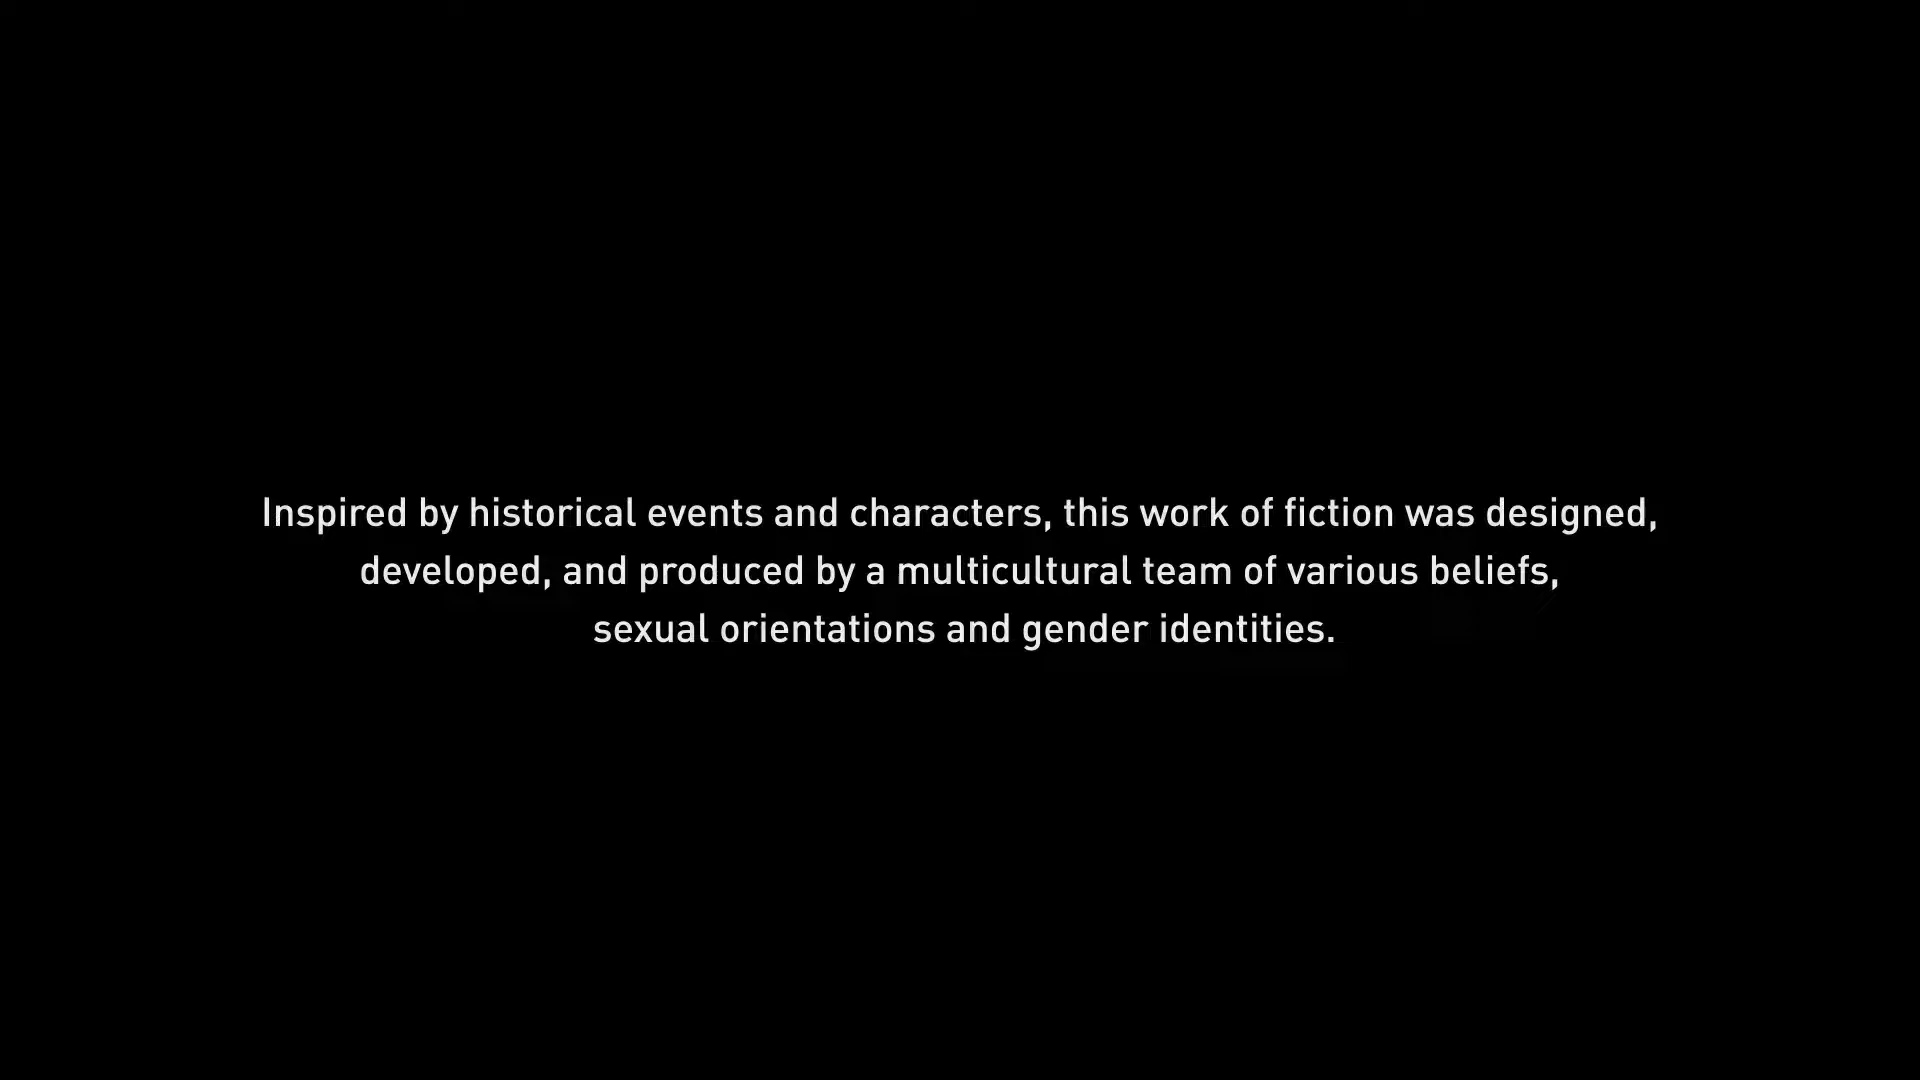 Inspired by historical events and characters, this work of fiction was designed,
developed, and produced by a multicultural team of various beliefs,
sexual orientations and gender identities.